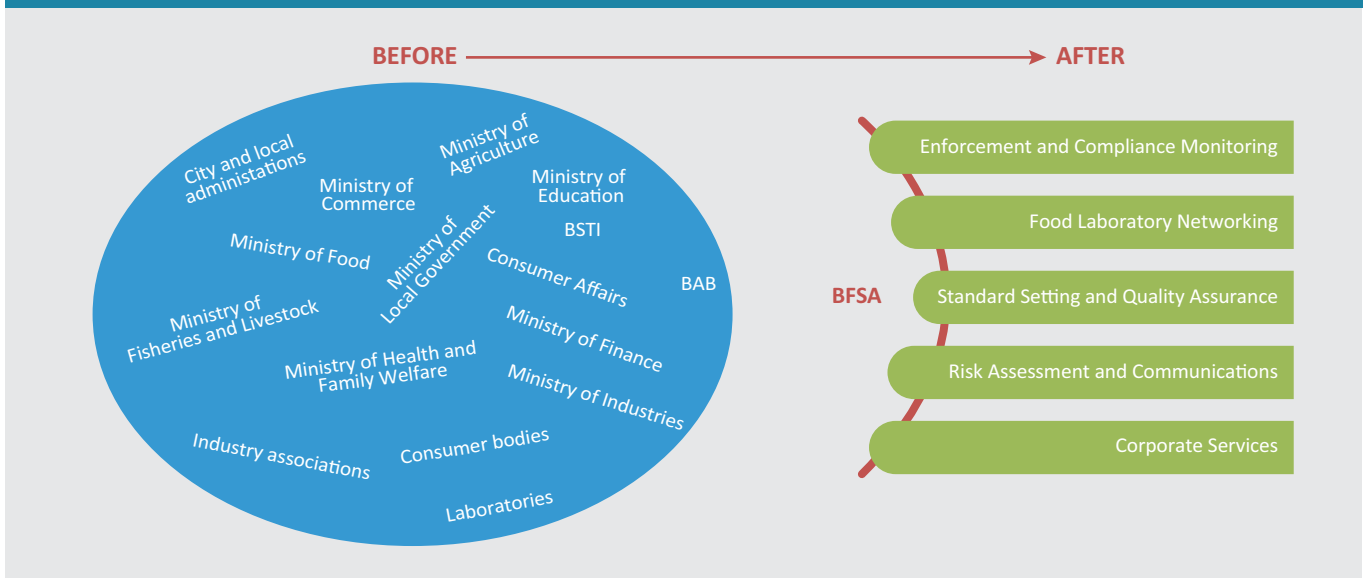 BEFORE
AFTER
City and local
administations
Ministry of
Commerce
Ministry of
Agriculture
Ministry of
Education
BSTI
Ministry of Food
Ministry of
Local Government
Consumer Affairs
BAB
Ministry of
Fisheries and Livestock
Ministry of Finance
Ministry of Health and
Family Welfare
Ministry of Industries
Industry associations
Consumer bodies
Laboratories
BFSA
Enforcement and Compliance Monitoring
Food Laboratory Networking
Standard Setting and Quality Assurance
Risk Assessment and Communications
Corporate Services